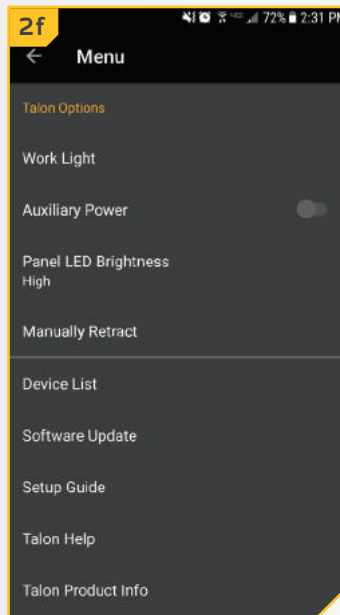 2f
72% 2:31 PM
Menu
Talon Options
Work Light
Auxiliary Power
Panel LED Brightness
High
Manually Retract
Device List
Software Update
Setup Guide
Talon Help
Talon Product Info